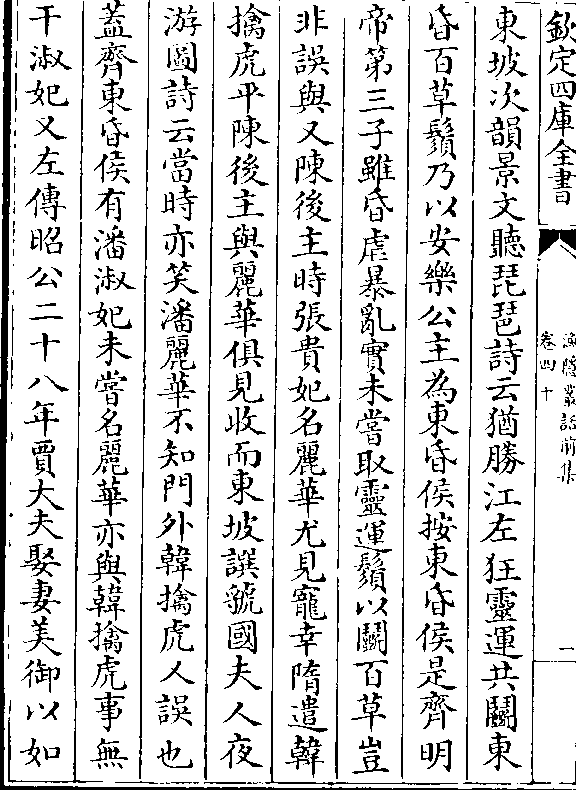 欽定四庫全書
漁隱叢話前集
卷四十
一
東坡次韻景文聽琵琶詩云猶勝江左狂靈運共鬭東
昏百草鬚乃以安樂公主為東昏侯按東昏侯是齊明
帝第三子雖昏虐暴亂實未嘗取靈運鬚以鬭百草豈
非誤與又陳後主時張貴妃名麗華尤見寵幸隋遣韓
擒虎平陳後主與麗華俱見收而東坡譔虢國夫人夜
游圖詩云當時亦笑潘麗華不知門外韓擒虎人誤也
葢齊東昏侯有潘淑妃未嘗名麗華亦與韓擒虎事無
干淑妃又左傳昭公二十八年賈大夫娶妻美御以如